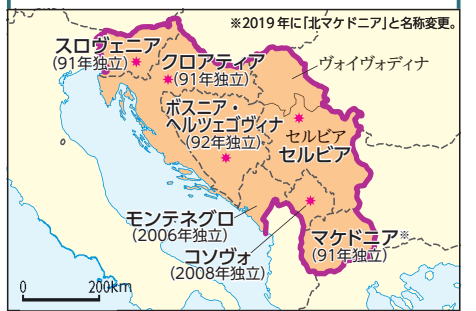 ※2019年に「北マケドニア」と名称変更。
スロヴェニア
(91年独立)
クロアティア
(91年独立)
ヴォイヴォディナ
ボスニア・
ヘルツェゴヴィナ
(92年独立)
セルビア
セルビア
モンテネグロ
(2006年独立)
コソヴォ
(2008年独立)
マケドニア※
(91年独立)
0 200km